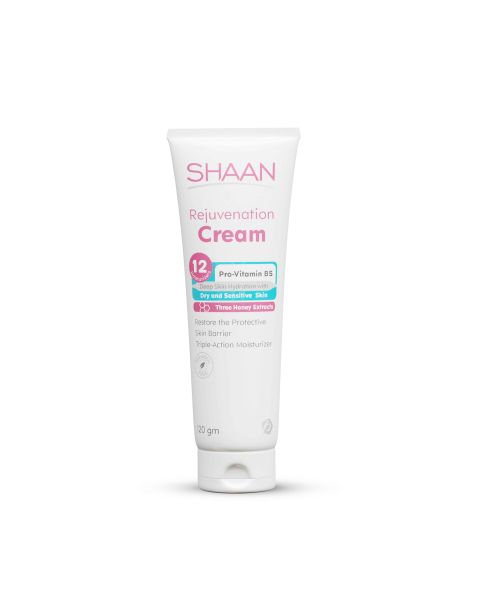 SHAAN
Rejuvenation
Cream
12
Pro-Vitamin B5
Deep Skin Hydration with
Dry and Sensitive Skin
Three Honey Extracts
Restore the Protective
Skin Barrier
Triple-Action Moisturizer
120 gm